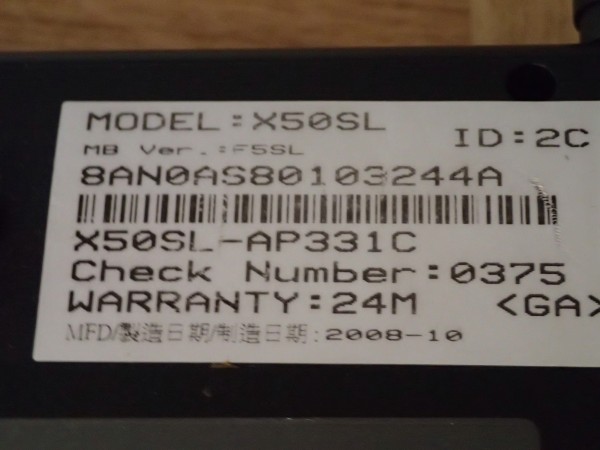 MODEL:X50SL
ID:2C
MB Ver.:F5SL
8AN0AS80103244A
X50SL-AP331C
Check Number:0375
WARRANTY:24M <GA>
MFD/製造日期/制造日期:2008-10